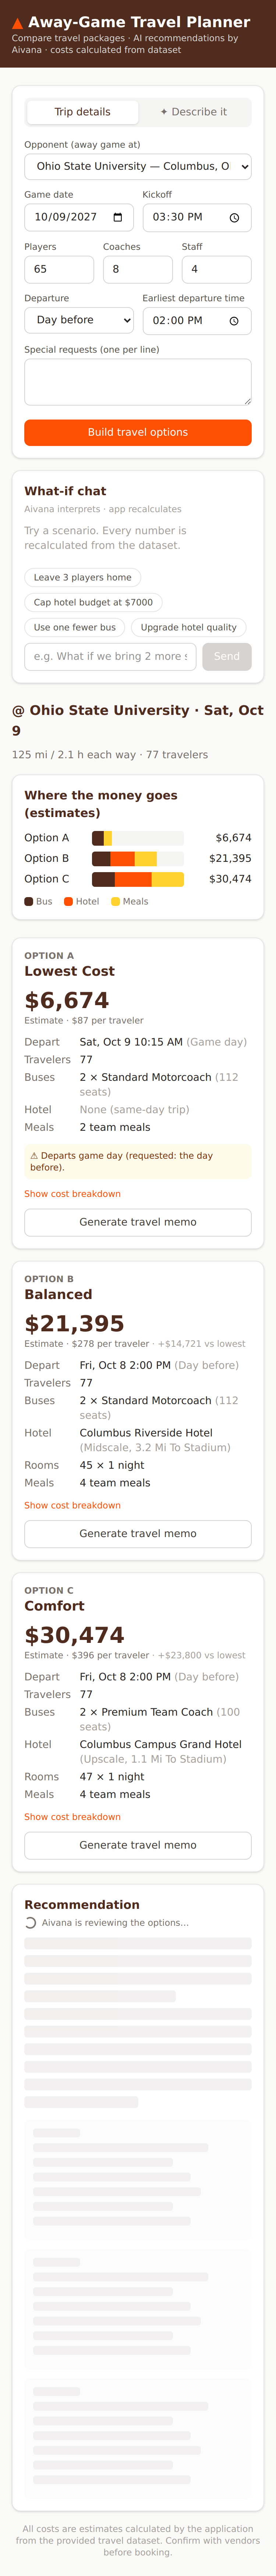 ▲ Away-Game Travel Planner
Compare travel packages · AI recommendations by
Aivana · costs calculated from dataset
Trip details
✦ Describe it
Opponent (away game at)
Ohio State University — Columbus, O
Game date
Kickoff
10/09/2027
03:30 PM
Players
Coaches
Staff
65
8
4
Departure
Earliest departure time
Day before
02:00 PM
Special requests (one per line)
Build travel options
What-if chat
Aivana interprets · app recalculates
Try a scenario. Every number is
recalculated from the dataset.
Leave 3 players home
Cap hotel budget at $7000
Use one fewer bus
Upgrade hotel quality
e.g. What if we bring 2 more s
Send
@ Ohio State University · Sat, Oct
9
125 mi / 2.1 h each way · 77 travelers
Where the money goes
(estimates)
Option A
$6,674
Option B
$21,395
Option C
$30,474
Bus
Hotel
Meals
OPTION A
Lowest Cost
$6,674
Estimate · $87 per traveler
Depart Sat, Oct 9 10:15 AM (Game day)
Travelers 77
Buses 2 × Standard Motorcoach (112
seats)
Hotel None (same-day trip)
Meals 2 team meals
⚠ Departs game day (requested: the day
before).
Show cost breakdown
Generate travel memo
OPTION B
Balanced
$21,395
Estimate · $278 per traveler · +$14,721 vs lowest
Depart Fri, Oct 8 2:00 PM (Day before)
Travelers 77
Buses 2 × Standard Motorcoach (112
seats)
Hotel Columbus Riverside Hotel
(Midscale, 3.2 Mi To Stadium)
Rooms 45 × 1 night
Meals 4 team meals
Show cost breakdown
Generate travel memo
OPTION C
Comfort
$30,474
Estimate · $396 per traveler · +$23,800 vs lowest
Depart Fri, Oct 8 2:00 PM (Day before)
Travelers 77
Buses 2 × Premium Team Coach (100
seats)
Hotel Columbus Campus Grand Hotel
(Upscale, 1.1 Mi To Stadium)
Rooms 47 × 1 night
Meals 4 team meals
Show cost breakdown
Generate travel memo
Recommendation
Aivana is reviewing the options...
All costs are estimates calculated by the application
from the provided travel dataset. Confirm with vendors
before booking.